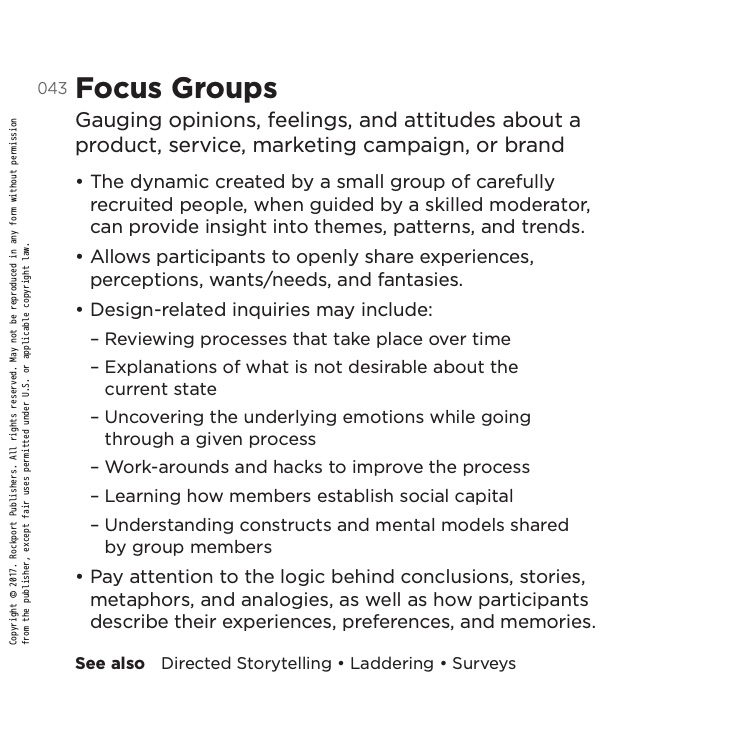 043 Focus Groups
Gauging opinions, feelings, and attitudes about a
product, service, marketing campaign, or brand
• The dynamic created by a small group of carefully
recruited people, when guided by a skilled moderator,
can provide insight into themes, patterns, and trends.
• Allows participants to openly share experiences,
perceptions, wants/needs, and fantasies.
• Design-related inquiries may include:
– Reviewing processes that take place over time
– Explanations of what is not desirable about the
current state
– Uncovering the underlying emotions while going
through a given process
– Work-arounds and hacks to improve the process
– Learning how members establish social capital
– Understanding constructs and mental models shared
by group members
• Pay attention to the logic behind conclusions, stories,
metaphors, and analogies, as well as how participants
describe their experiences, preferences, and memories.
See also Directed Storytelling • Laddering • Surveys
Copyright © 2017. Rockport Publishers. All rights reserved. May not be reproduced in any form without permission
from the publisher, except fair uses permitted under U.S. or applicable copyright law.